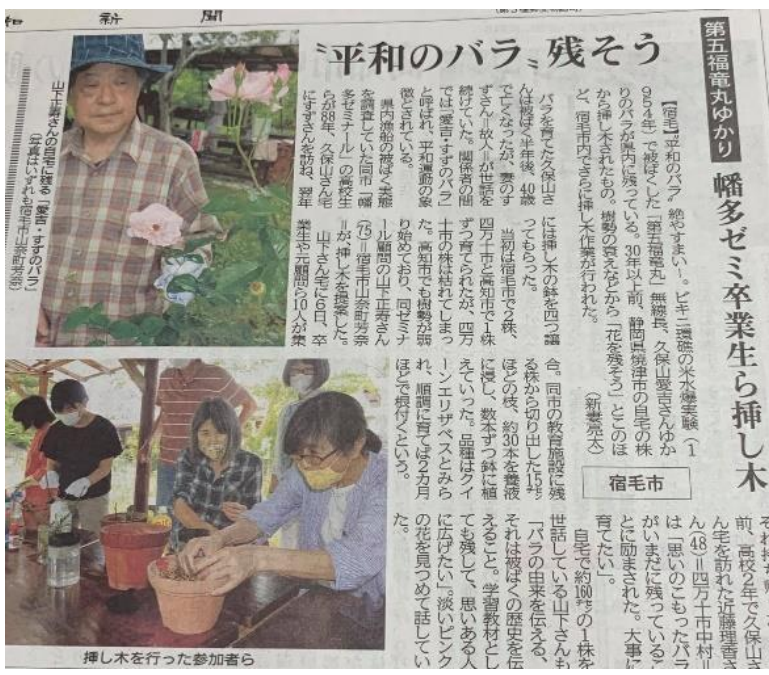 知 新 聞
〝平和のバラ〟残そう
第五福竜丸ゆかり
幡多ゼミ卒業生ら挿し木
【宿毛】〝平和のバラ〟絶やすまい―。ビキニ環礁の米水爆実験(1
954年)で被ばくした「第五福竜丸」無線長、久保山愛吉さんゆか
りのバラが県内に残っている。30年以上前、静岡県焼津市の自宅の株
から挿し木されたもの。樹勢の衰えなどから「花を残そう」とこのほ
ど、宿毛市内でさらに挿し木作業が行われた。
(新妻亮太)
宿毛市
バラを育てた久保山さ
んは被ばく半年後、40歳
で亡くなったが、妻のす
ずさん=故人=が世話を
続けていた。関係者の間
では「愛吉・すずのバラ」
と呼ばれ、平和運動の象
徴とされている。
県内漁船の被ばく実態
を調査していた同市「幡
多ゼミナール」の高校生
らが88年、久保山さん宅
にすずさんを訪ね、翌年
には挿し木の鉢を四つ譲
ってもらった。
当初は宿毛市で2株、
四万十市と高知市で1株
ずつ育てられたが、四万
十市の株は枯れてしまっ
た。高知市でも樹勢が弱
り始めており、同ゼミナ
ール顧問の山下正寿さん
(75)=宿毛市山奈町芳奈
=が、挿し木を提案した。
山下さん宅に6日、卒
業生や元顧問ら10人が集
合。同市の教育施設に残
る株から切り出した15㌢
ほどの枝、約30本を養液
に浸し、数本ずつ鉢に植
えていった。品種はクイ
ーンエリザベスとみら
れ、順調に育てば2カ月
ほどで根付くという。
前、高校2年で久保山さ
ん宅を訪れた近藤理香さ
ん(48)=四万十市中村=
は「思いのこもったバラ
がいまだに残っているこ
とに励まされた。大事に
育てたい」。
自宅で約160㌢の1株を
世話している山下さんも
「バラの由来を伝える、
それは被ばくの歴史を伝
えること。学習教材とし
ても残して、思いある人
に広げたい」。淡いピンク
の花を見つめて話してい
た。
山下正寿さんの自宅に残る「愛吉・すずのバラ」
(写真はいずれも宿毛市山奈町芳奈)
挿し木を行った参加者ら